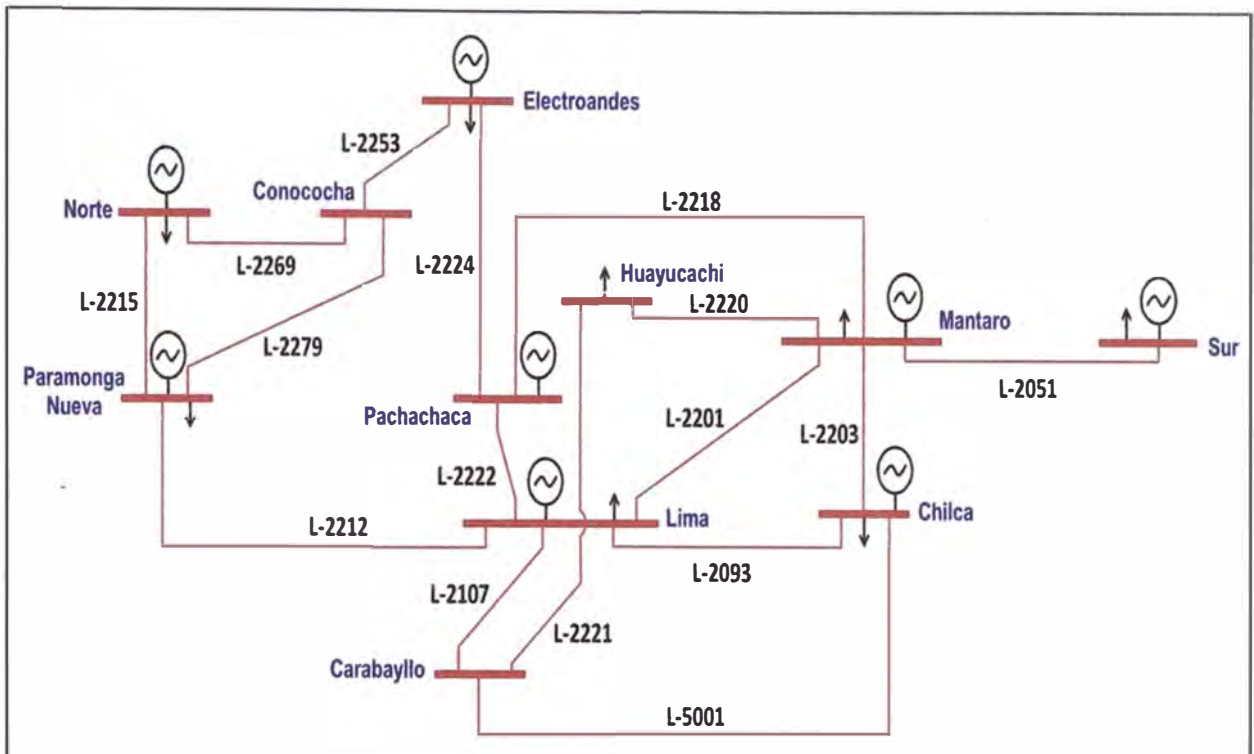 Electroandes
L-2253
Conococha
Norte
L-2218
L-2269
L-2224
Huayucachi
L-2220
L-2215
Mantaro
Sur
L-2279
L-2051
Paramonga
Nueva
Pachachaca
L-2201
L-2203
L-2222
Chilca
Lima
L-2212
L-2093
L-2107
L-2221
Carabayllo
L-5001